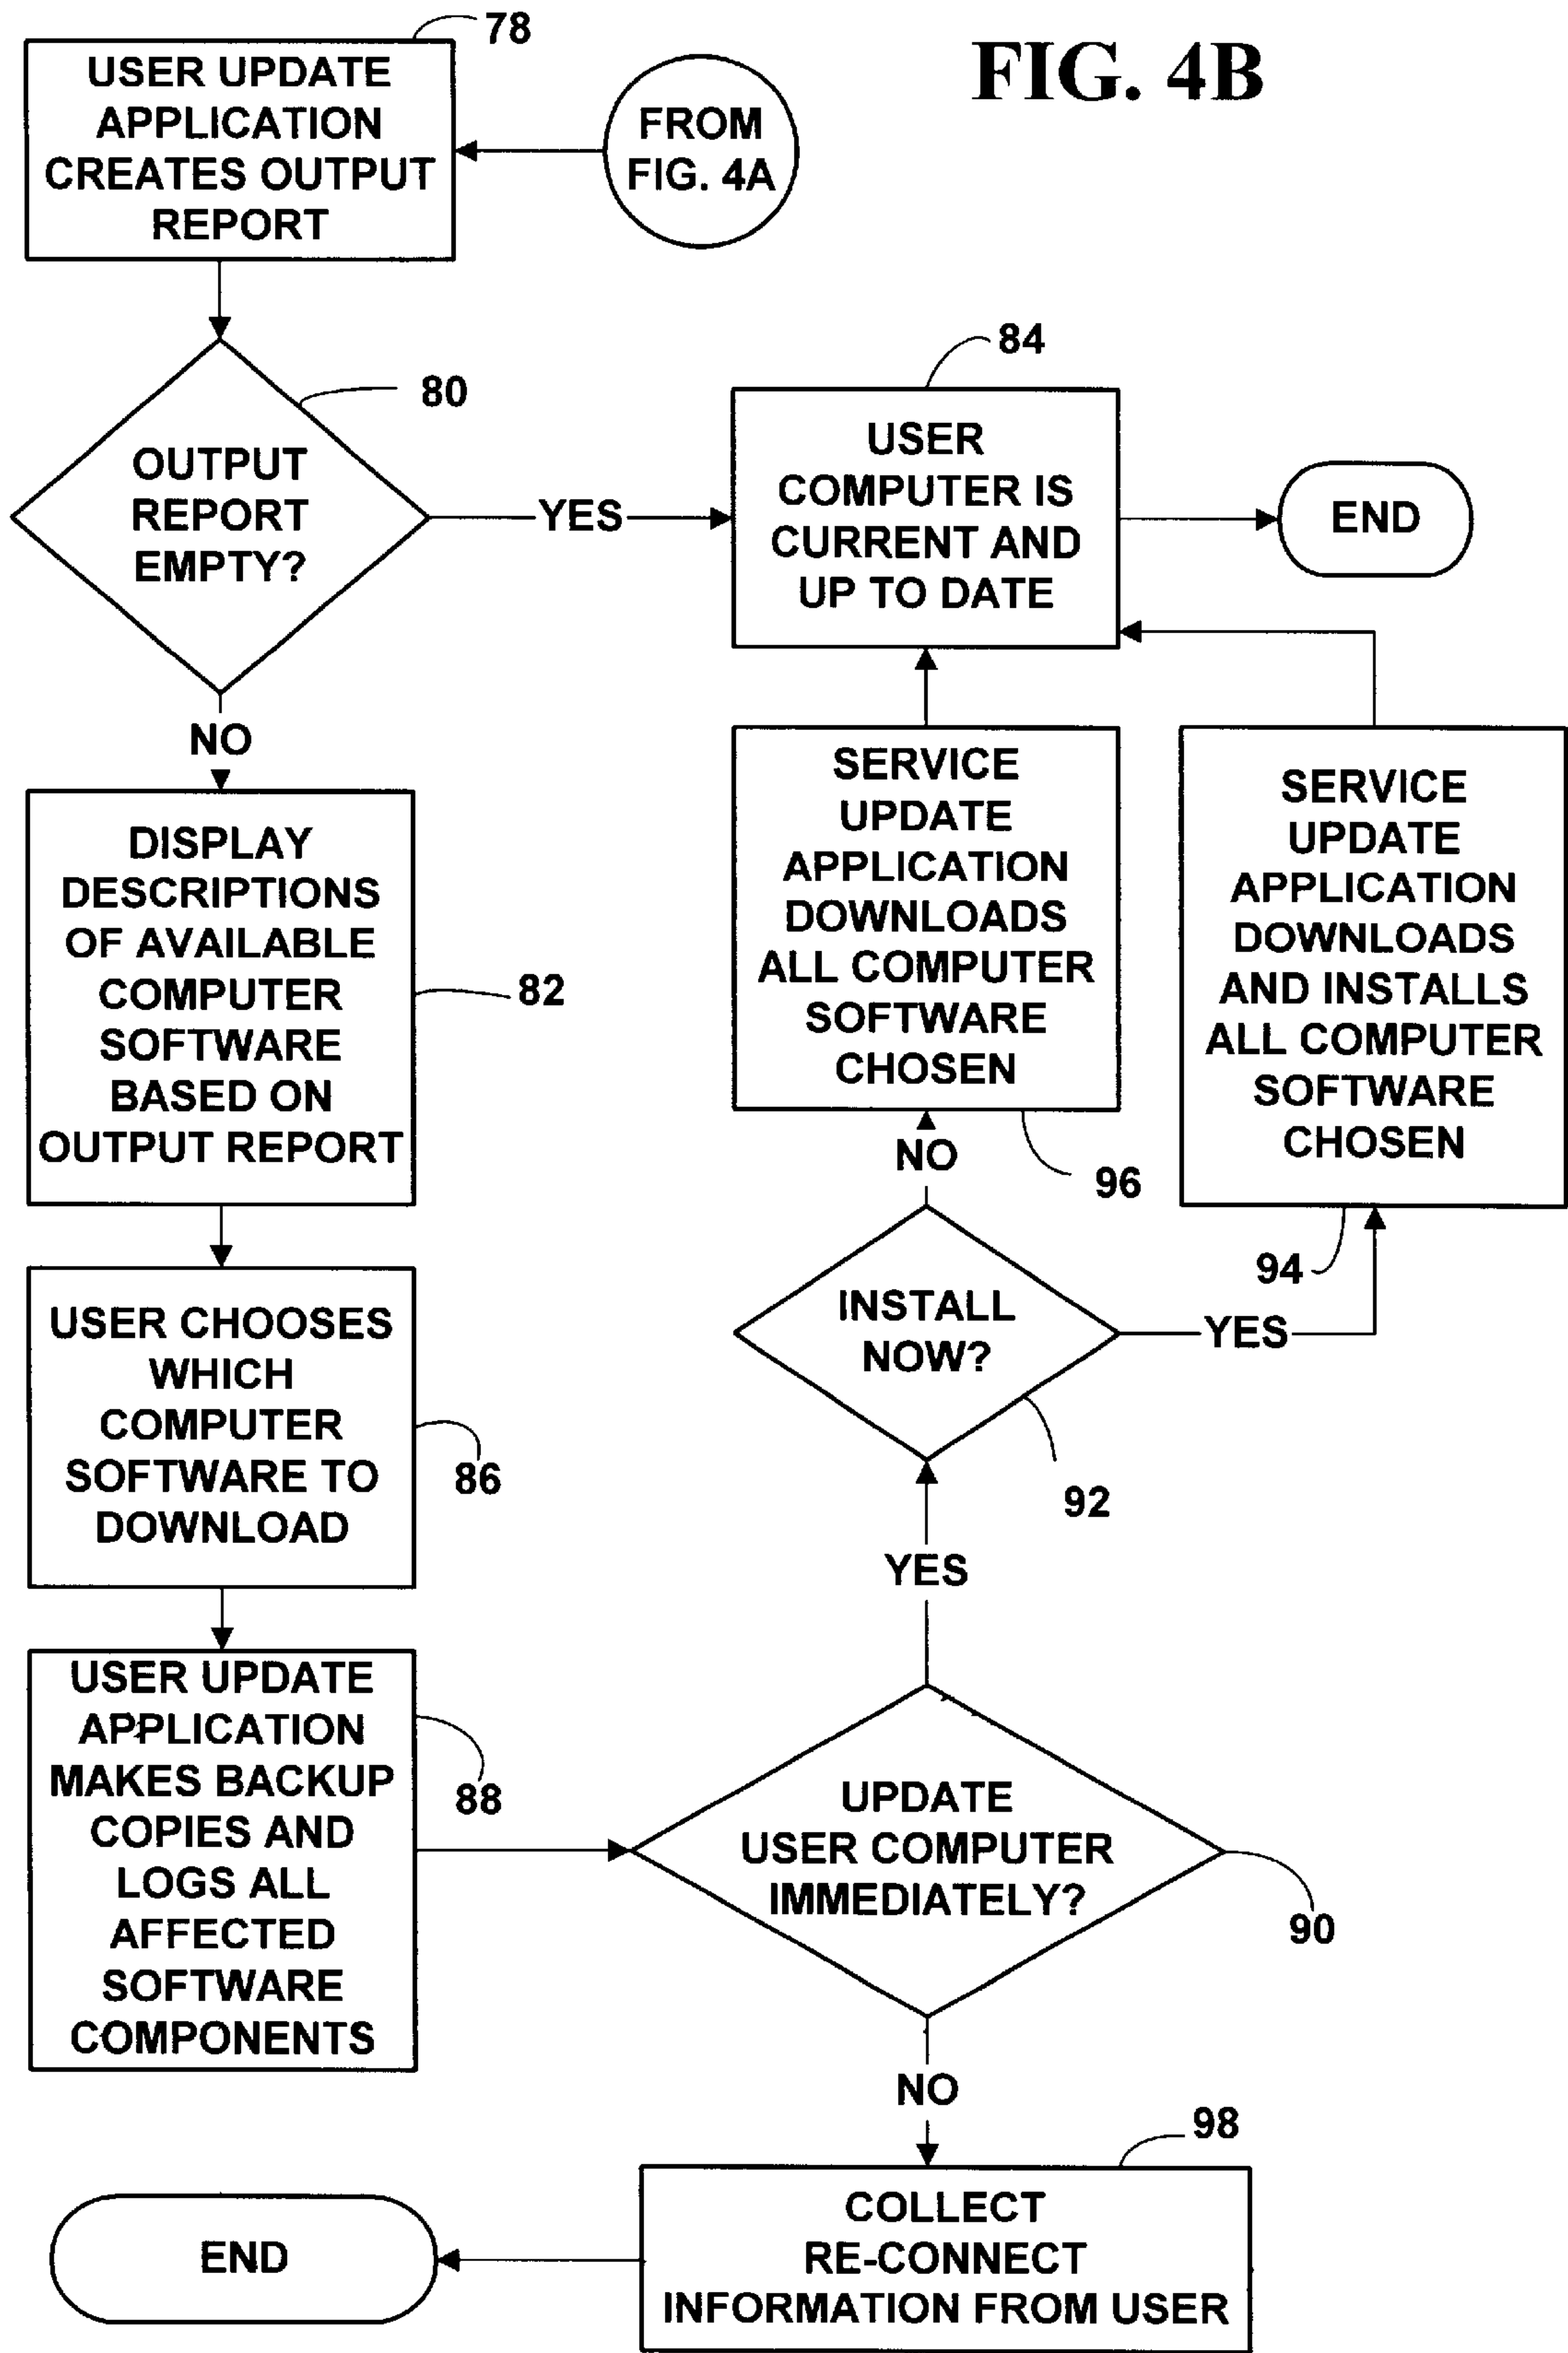 FIG. 4B
78
USER UPDATE
APPLICATION
CREATES OUTPUT
REPORT
FROM
FIG. 4A
80
OUTPUT
REPORT
EMPTY?
YES
84
USER
COMPUTER IS
CURRENT AND
UP TO DATE
END
NO
DISPLAY
DESCRIPTIONS
OF AVAILABLE
COMPUTER
SOFTWARE
BASED ON
OUTPUT REPORT
82
SERVICE
UPDATE
APPLICATION
DOWNLOADS
ALL COMPUTER
SOFTWARE
CHOSEN
96
SERVICE
UPDATE
APPLICATION
DOWNLOADS
AND INSTALLS
ALL COMPUTER
SOFTWARE
CHOSEN
94
NO
USER CHOOSES
WHICH
COMPUTER
SOFTWARE TO
DOWNLOAD
86
INSTALL
NOW?
YES
92
YES
USER UPDATE
APPLICATION
MAKES BACKUP
COPIES AND
LOGS ALL
AFFECTED
SOFTWARE
COMPONENTS
88
UPDATE
USER COMPUTER
IMMEDIATELY?
90
NO
98
COLLECT
RE-CONNECT
INFORMATION FROM USER
END